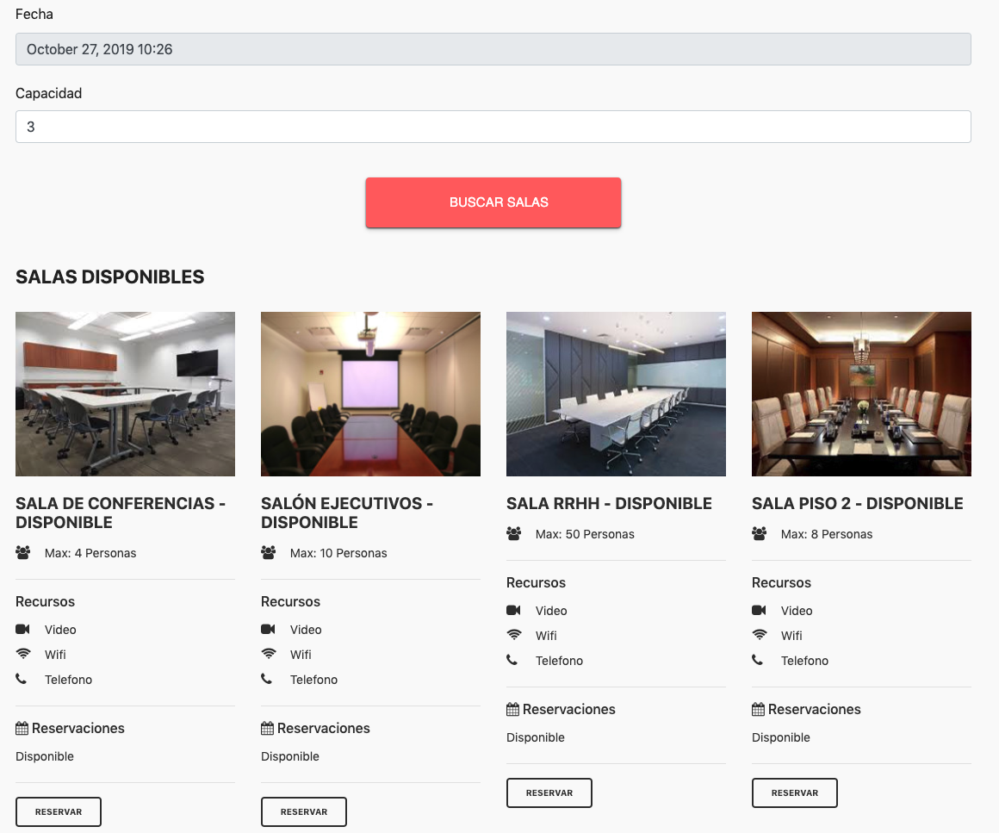 Fecha
October 27, 2019 10:26
Capacidad
3
BUSCAR SALAS
SALAS DISPONIBLES
SALA DE CONFERENCIAS -
DISPONIBLE
Max: 4 Personas
Recursos
Video
Wifi
Telefono
Reservaciones
Disponible
RESERVAR
SALÓN EJECUTIVOS -
DISPONIBLE
Max: 10 Personas
Recursos
Video
Wifi
Telefono
Reservaciones
Disponible
RESERVAR
SALA RRHH - DISPONIBLE
Max: 50 Personas
Recursos
Video
Wifi
Telefono
Reservaciones
Disponible
RESERVAR
SALA PISO 2 - DISPONIBLE
Max: 8 Personas
Recursos
Video
Wifi
Telefono
Reservaciones
Disponible
RESERVAR